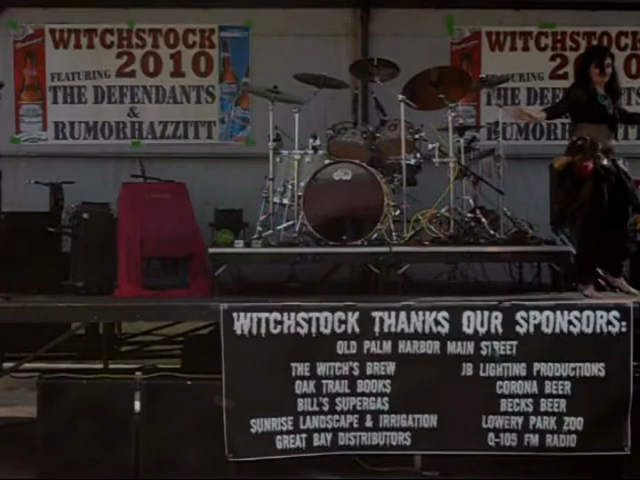 WITCHSTOCK
2010
FEATURING
THE DEFENDANTS
&
RUMORHAZZITT
WITCHSTOCK
THE
WITCHSTOCK THANKS OUR SPONSORS:
OLD PALM HARBOR MAIN STREET
THE WITCH'S BREW
OAK TRAIL BOOKS
BILL'S SUPERGAS
SUNRISE LANDSCAPE & IRRIGATION
GREAT BAY DISTRIBUTORS
JB LIGHTING PRODUCTIONS
CORONA BEER
BECKS BEER
LOWERY PARK ZOO
Q-105 FM RADIO